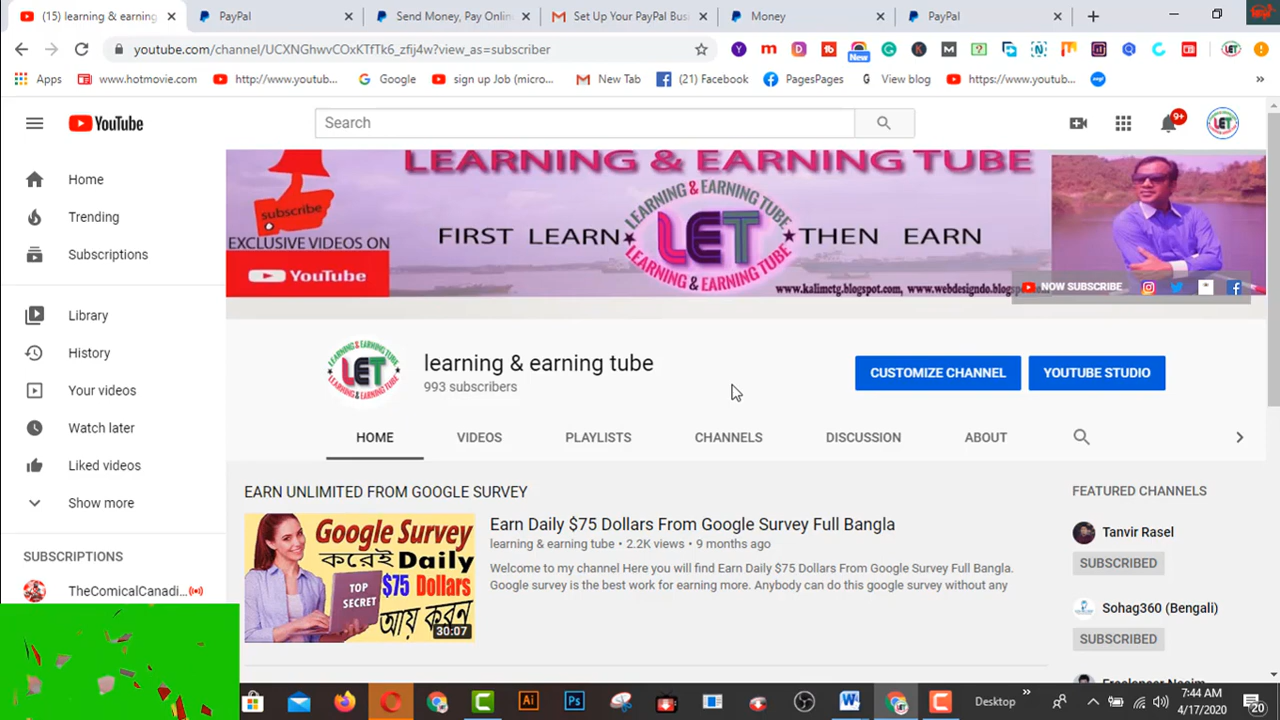 (15) learning & earning
PayPal
Send Money, Pay Onlin
Set Up Your PayPal Bus
Money
PayPal
youtube.com/channel/UCXNGhwvCOxKTfTk6_zfij4w?view_as=subscriber
New
Apps
www.hotmovie.com
http://www.youtub...
Google
sign up Job (micro...
New Tab
(21) Facebook
PagesPages
View blog
https://www.youtub...
YouTube
Search
9+
Home
Trending
Subscriptions
Library
History
Your videos
Watch later
Liked videos
Show more
SUBSCRIPTIONS
TheComicalCanadi...
LEARNING & EARNING TUBE
subscribe
EXCLUSIVE VIDEOS ON
YouTube
FIRST LEARN
LEARNING & EARNING TUBE
LET
LEARNING & EARNING TUBE
THEN EARN
www.kalimctg.blogspot.com, www.webdesigndo.blogsp
NOW SUBSCRIBE
LET
learning & earning tube
993 subscribers
CUSTOMIZE CHANNEL
YOUTUBE STUDIO
HOME
VIDEOS
PLAYLISTS
CHANNELS
DISCUSSION
ABOUT
EARN UNLIMITED FROM GOOGLE SURVEY
Google Survey
করেই Daily
$75 Dollars
আয় করুন
TOP
SECRET
30:07
Earn Daily $75 Dollars From Google Survey Full Bangla
learning & earning tube • 2.2K views • 9 months ago
Welcome to my channel Here you will find Earn Daily $75 Dollars From Google Survey Full Bangla.
Google survey is the best work for earning more. Anybody can do this google survey without any
FEATURED CHANNELS
Tanvir Rasel
SUBSCRIBED
Sohag360 (Bengali)
SUBSCRIBED
Desktop
7:44 AM
4/17/2020
20